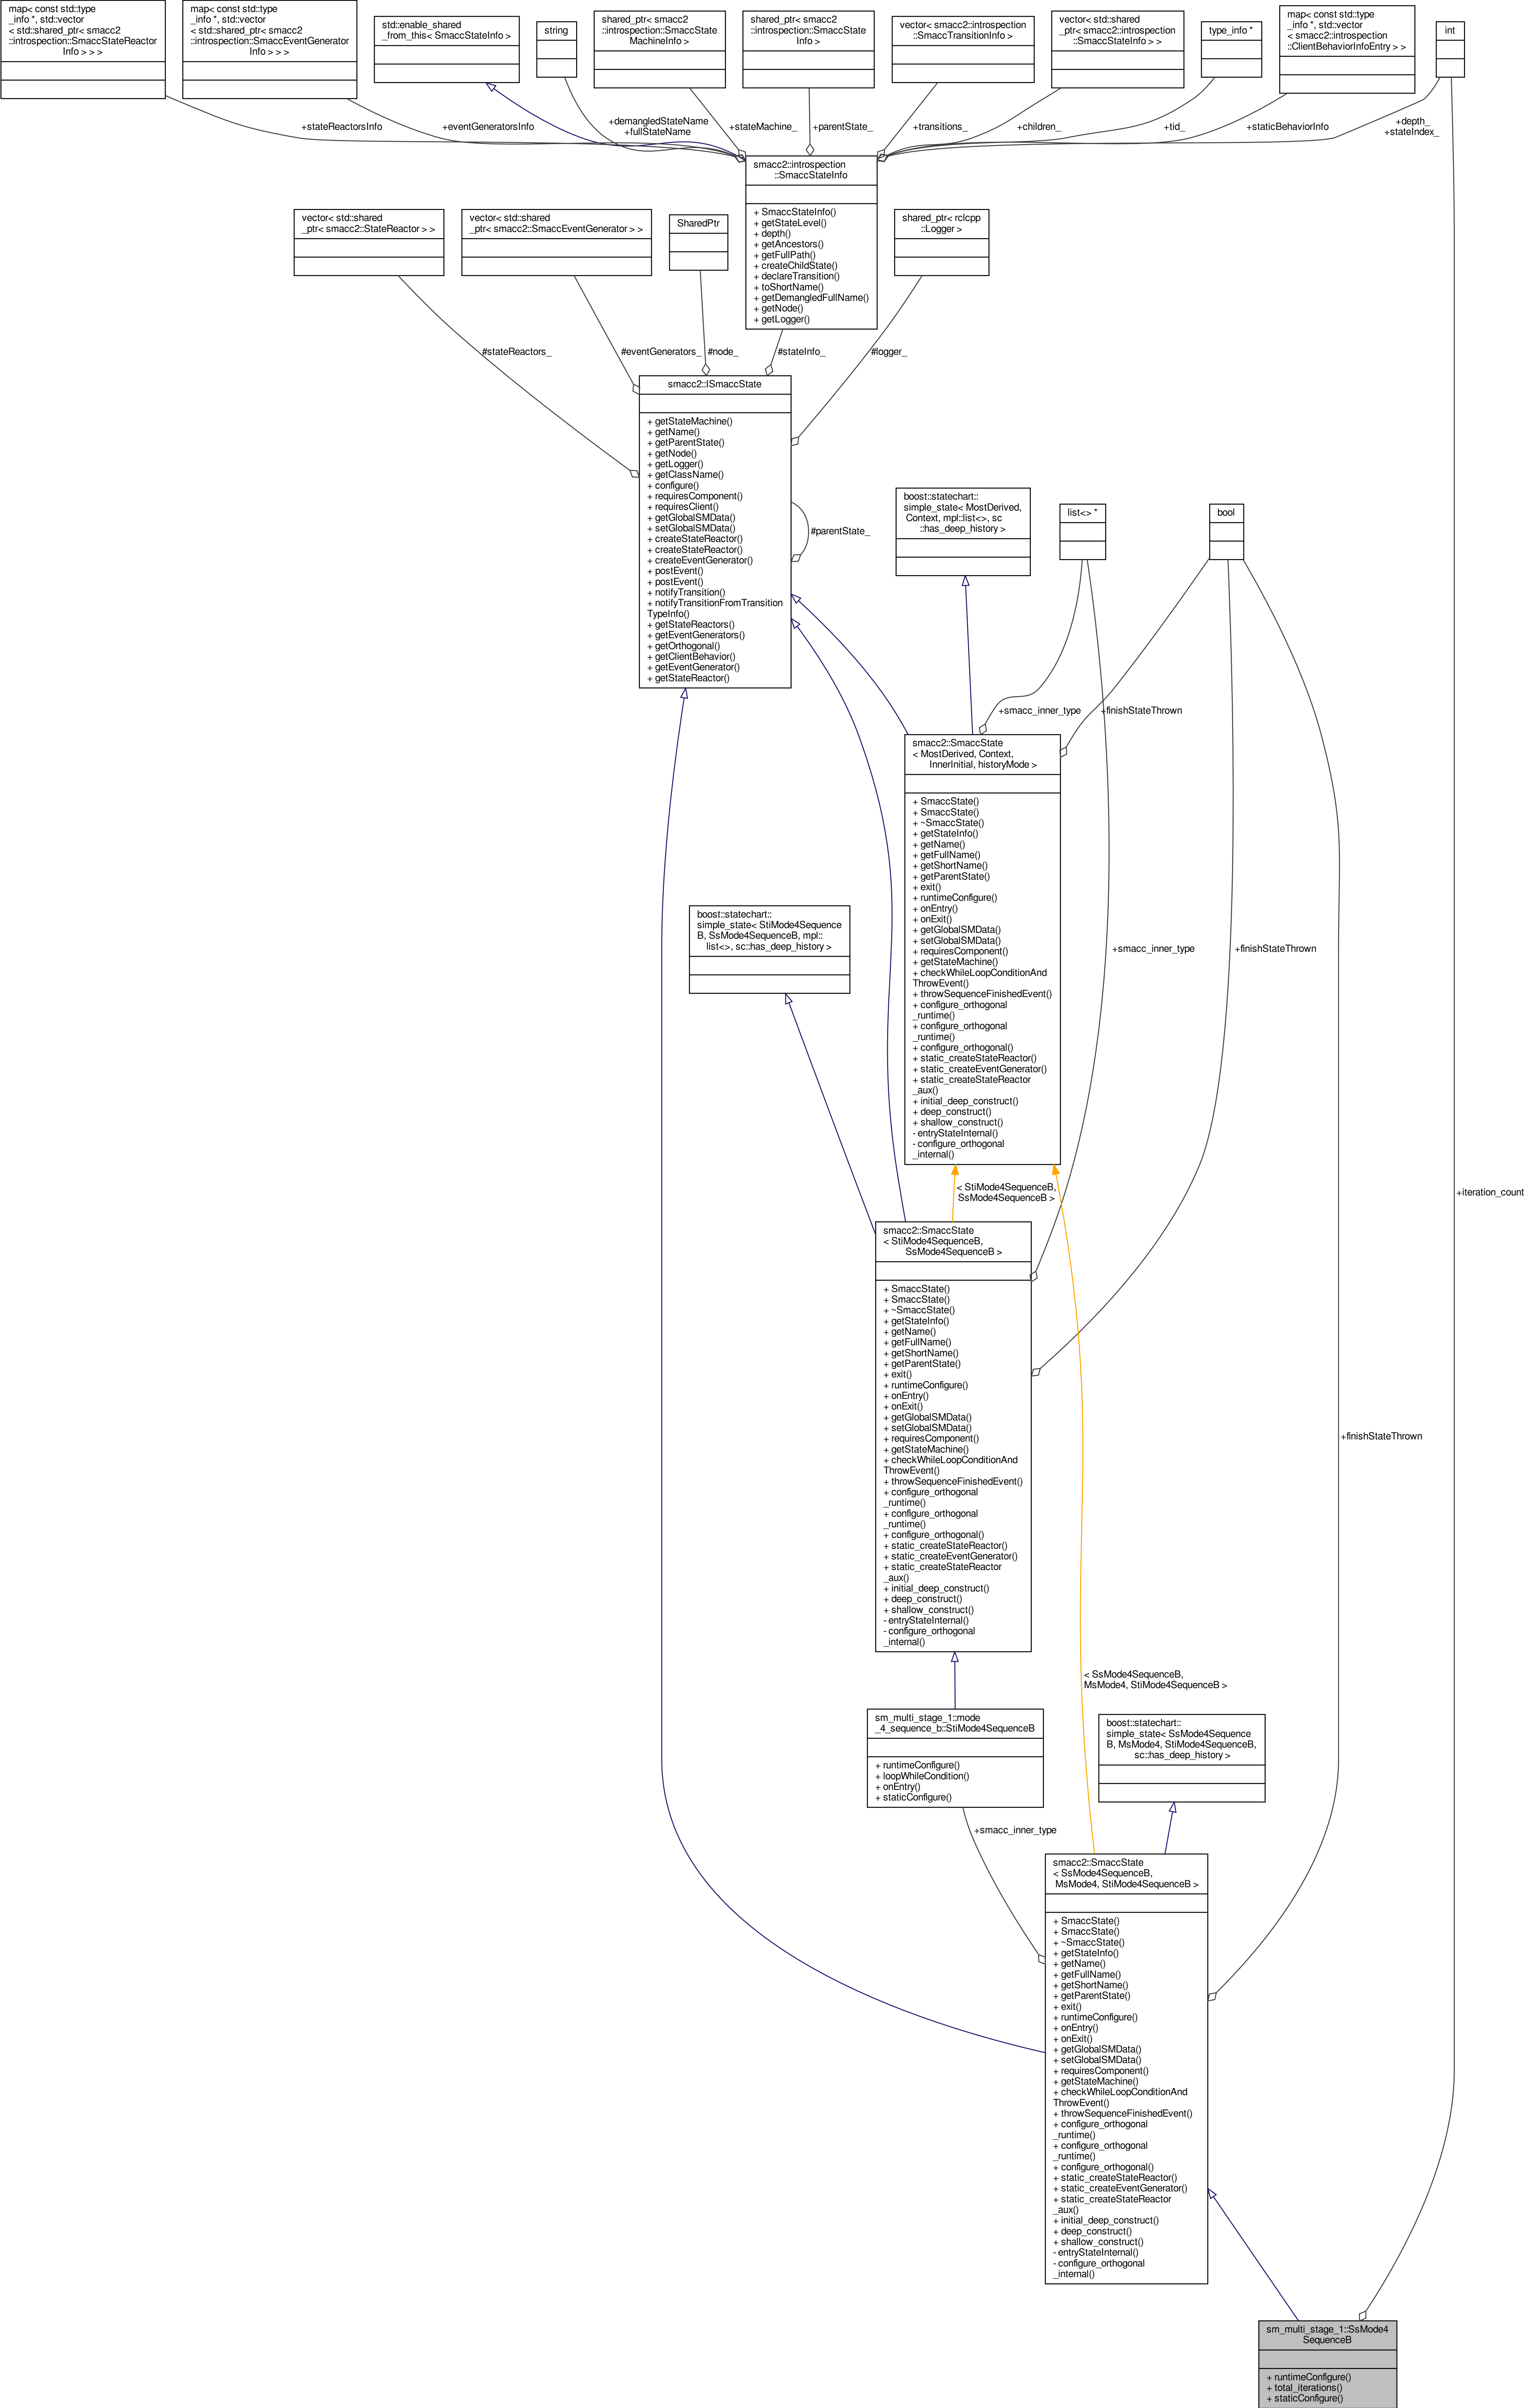 map< const std::type
_info *, std::vector
< std::shared_ptr< smacc2
::introspection::SmaccStateReactor
Info > > >
map< const std::type
_info *, std::vector
< std::shared_ptr< smacc2
::introspection::SmaccEventGenerator
Info > > >
std::enable_shared
_from_this< SmaccStateInfo >
string
shared_ptr< smacc2
::introspection::SmaccState
MachineInfo >
shared_ptr< smacc2
::introspection::SmaccState
Info >
vector< smacc2::introspection
::SmaccTransitionInfo >
vector< std::shared
_ptr< smacc2::introspection
::SmaccStateInfo > >
type_info *
map< const std::type
_info *, std::vector
< smacc2::introspection
::ClientBehaviorInfoEntry > >
int
+stateReactorsInfo
+eventGeneratorsInfo
+demangledStateName
+fullStateName
+stateMachine_
+parentState_
+transitions_
+children_
+tid_
+staticBehaviorInfo
+depth_
+stateIndex_
smacc2::introspection
::SmaccStateInfo
+ SmaccStateInfo()
+ getStateLevel()
+ depth()
+ getAncestors()
+ getFullPath()
+ createChildState()
+ declareTransition()
+ toShortName()
+ getDemangledFullName()
+ getNode()
+ getLogger()
vector< std::shared
_ptr< smacc2::StateReactor > >
vector< std::shared
_ptr< smacc2::SmaccEventGenerator > >
SharedPtr
shared_ptr< rclcpp
::Logger >
#stateReactors_
#eventGenerators_
#node_
#stateInfo_
#logger_
smacc2::ISmaccState
+ getStateMachine()
+ getName()
+ getParentState()
+ getNode()
+ getLogger()
+ getClassName()
+ configure()
+ requiresComponent()
+ requiresClient()
+ getGlobalSMData()
+ setGlobalSMData()
+ createStateReactor()
+ createStateReactor()
+ createEventGenerator()
+ postEvent()
+ postEvent()
+ notifyTransition()
+ notifyTransitionFromTransition
TypeInfo()
+ getStateReactors()
+ getEventGenerators()
+ getOrthogonal()
+ getClientBehavior()
+ getEventGenerator()
+ getStateReactor()
#parentState_
boost::statechart::
simple_state< MostDerived,
Context, mpl::list<>, sc
::has_deep_history >
list<> *
bool
+smacc_inner_type
+finishStateThrown
smacc2::SmaccState
< MostDerived, Context,
InnerInitial, historyMode >
+ SmaccState()
+ SmaccState()
+ ~SmaccState()
+ getStateInfo()
+ getName()
+ getFullName()
+ getShortName()
+ getParentState()
+ exit()
+ runtimeConfigure()
+ onEntry()
+ onExit()
+ getGlobalSMData()
+ setGlobalSMData()
+ requiresComponent()
+ getStateMachine()
+ checkWhileLoopConditionAnd
ThrowEvent()
+ throwSequenceFinishedEvent()
+ configure_orthogonal
_runtime()
+ configure_orthogonal
_runtime()
+ configure_orthogonal()
+ static_createStateReactor()
+ static_createEventGenerator()
+ static_createStateReactor
_aux()
+ initial_deep_construct()
+ deep_construct()
+ shallow_construct()
- entryStateInternal()
- configure_orthogonal
_internal()
boost::statechart::
simple_state< StiMode4Sequence
B, SsMode4SequenceB, mpl::
list<>, sc::has_deep_history >
+smacc_inner_type
+finishStateThrown
< StiMode4SequenceB,
SsMode4SequenceB >
+iteration_count
smacc2::SmaccState
< StiMode4SequenceB,
SsMode4SequenceB >
+ SmaccState()
+ SmaccState()
+ ~SmaccState()
+ getStateInfo()
+ getName()
+ getFullName()
+ getShortName()
+ getParentState()
+ exit()
+ runtimeConfigure()
+ onEntry()
+ onExit()
+ getGlobalSMData()
+ setGlobalSMData()
+ requiresComponent()
+ getStateMachine()
+ checkWhileLoopConditionAnd
ThrowEvent()
+ throwSequenceFinishedEvent()
+ configure_orthogonal
_runtime()
+ configure_orthogonal
_runtime()
+ configure_orthogonal()
+ static_createStateReactor()
+ static_createEventGenerator()
+ static_createStateReactor
_aux()
+ initial_deep_construct()
+ deep_construct()
+ shallow_construct()
- entryStateInternal()
- configure_orthogonal
_internal()
+finishStateThrown
< SsMode4SequenceB,
MsMode4, StiMode4SequenceB >
sm_multi_stage_1::mode
_4_sequence_b::StiMode4SequenceB
+ runtimeConfigure()
+ loopWhileCondition()
+ onEntry()
+ staticConfigure()
boost::statechart::
simple_state< SsMode4Sequence
B, MsMode4, StiMode4SequenceB,
sc::has_deep_history >
+smacc_inner_type
smacc2::SmaccState
< SsMode4SequenceB,
MsMode4, StiMode4SequenceB >
+ SmaccState()
+ SmaccState()
+ ~SmaccState()
+ getStateInfo()
+ getName()
+ getFullName()
+ getShortName()
+ getParentState()
+ exit()
+ runtimeConfigure()
+ onEntry()
+ onExit()
+ getGlobalSMData()
+ setGlobalSMData()
+ requiresComponent()
+ getStateMachine()
+ checkWhileLoopConditionAnd
ThrowEvent()
+ throwSequenceFinishedEvent()
+ configure_orthogonal
_runtime()
+ configure_orthogonal
_runtime()
+ configure_orthogonal()
+ static_createStateReactor()
+ static_createEventGenerator()
+ static_createStateReactor
_aux()
+ initial_deep_construct()
+ deep_construct()
+ shallow_construct()
- entryStateInternal()
- configure_orthogonal
_internal()
sm_multi_stage_1::SsMode4
SequenceB
+ runtimeConfigure()
+ total_iterations()
+ staticConfigure()